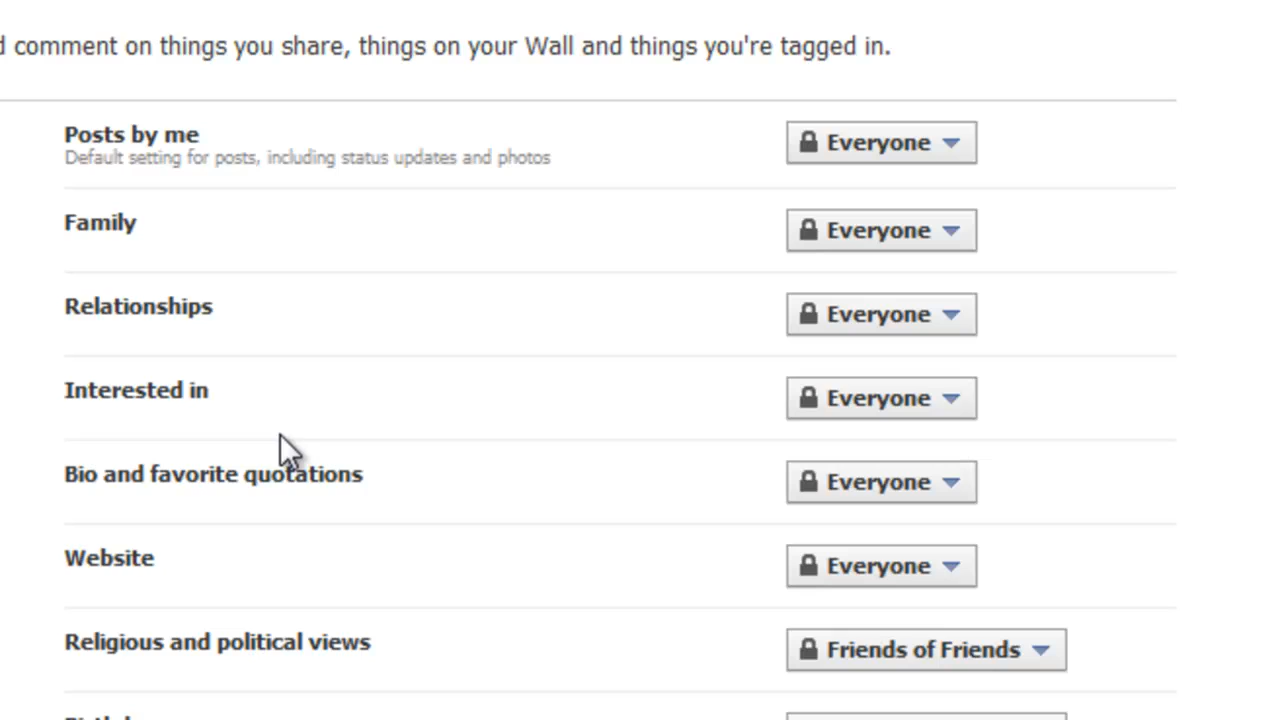 comment on things you share, things on your Wall and things you're tagged in.
Posts by me
Everyone
Default setting for posts, including status updates and photos
Family
Everyone
Relationships
Everyone
Interested in
Everyone
Bio and favorite quotations
Everyone
Website
Everyone
Religious and political views
Friends of Friends